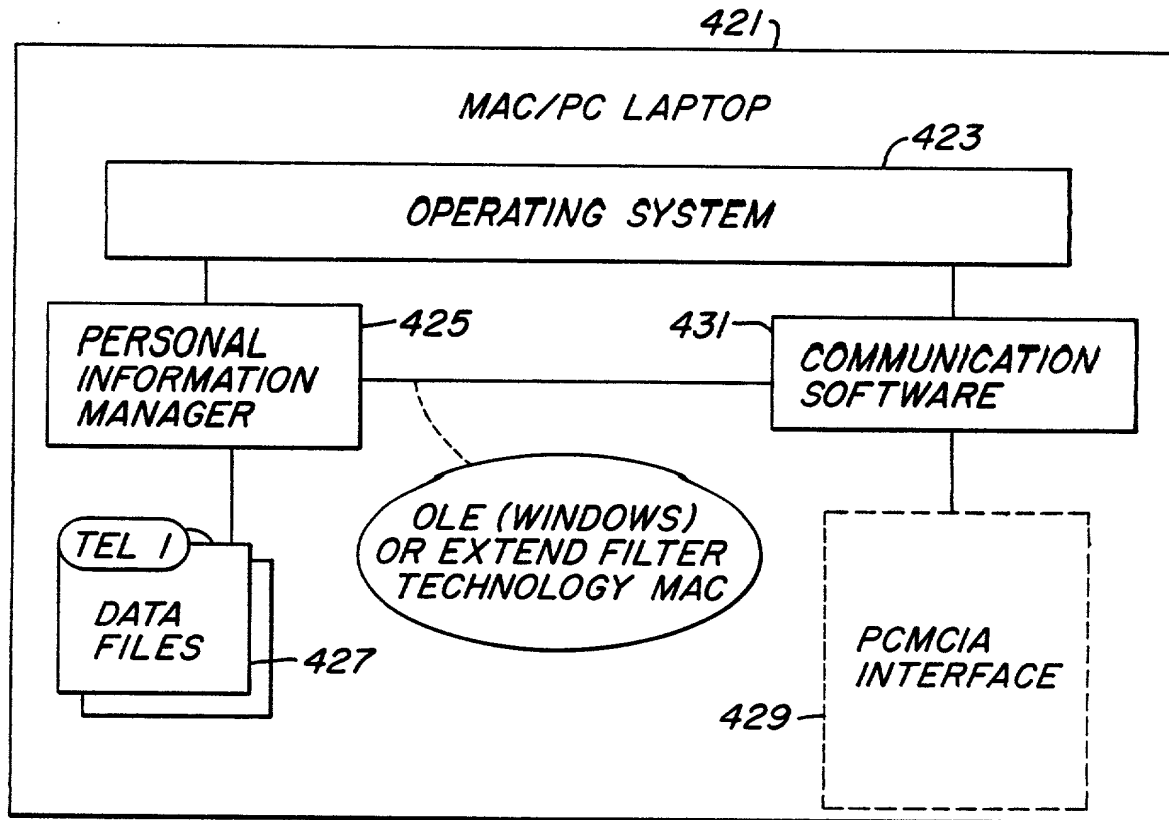 421
MAC/PC LAPTOP
423
OPERATING SYSTEM
425
431
PERSONAL
INFORMATION
MANAGER
COMMUNICATION
SOFTWARE
OLE (WINDOWS)
OR EXTEND FILTER
TECHNOLOGY MAC
TEL 1
DATA
FILES
427
PCMCIA
INTERFACE
429